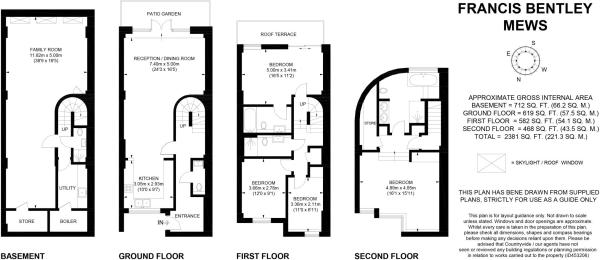 FRANCIS BENTLEY
MEWS
PATIO GARDEN
ROOF TERRACE
FAMILY ROOM
11.82m x 5.00m
(38'9 x 16'5)
RECEPTION / DINING ROOM
7.40m x 5.00m
(24'3 x 16'5)
BEDROOM
5.00m x 3.41m
(16'5 x 11'2)
UP
UP
UP
STORE
UTILITY
STORE
BOILER
KITCHEN
3.05m x 2.93m
(10'0 x 9'7)
IN
ENTRANCE
BEDROOM
3.66m x 2.76m
(12'0 x 9'1)
BEDROOM
3.38m x 2.11m
(11'1 x 6'11)
BEDROOM
4.89m x 4.85m
(16'1 x 15'11)
BASEMENT
GROUND FLOOR
FIRST FLOOR
SECOND FLOOR
S
E
W
N
APPROXIMATE GROSS INTERNAL AREA
BASEMENT = 712 SQ. FT. (66.2 SQ. M.)
GROUND FLOOR = 619 SQ. FT. (57.5 SQ. M.)
FIRST FLOOR = 582 SQ. FT. (54.1 SQ. M.)
SECOND FLOOR = 468 SQ. FT. (43.5 SQ. M.)
TOTAL = 2381 SQ. FT. (221.3 SQ. M.)
= SKYLIGHT / ROOF WINDOW
THIS PLAN HAS BENE DRAWN FROM SUPPLIED
PLANS, STRICTLY FOR USE AS A GUIDE ONLY
This plan is for layout guidance only. Not drawn to scale
unless stated. Windows and door openings are approximate.
Whilst every care is taken in the preparation of this plan,
please check all dimensions, shapes and compass bearings
before making any decisions reliant upon them. Please be
advised that Countrywide / our agents have not
seen or reviewed any building regulations or planning permission
in relation to works carried out to the property (ID453206)